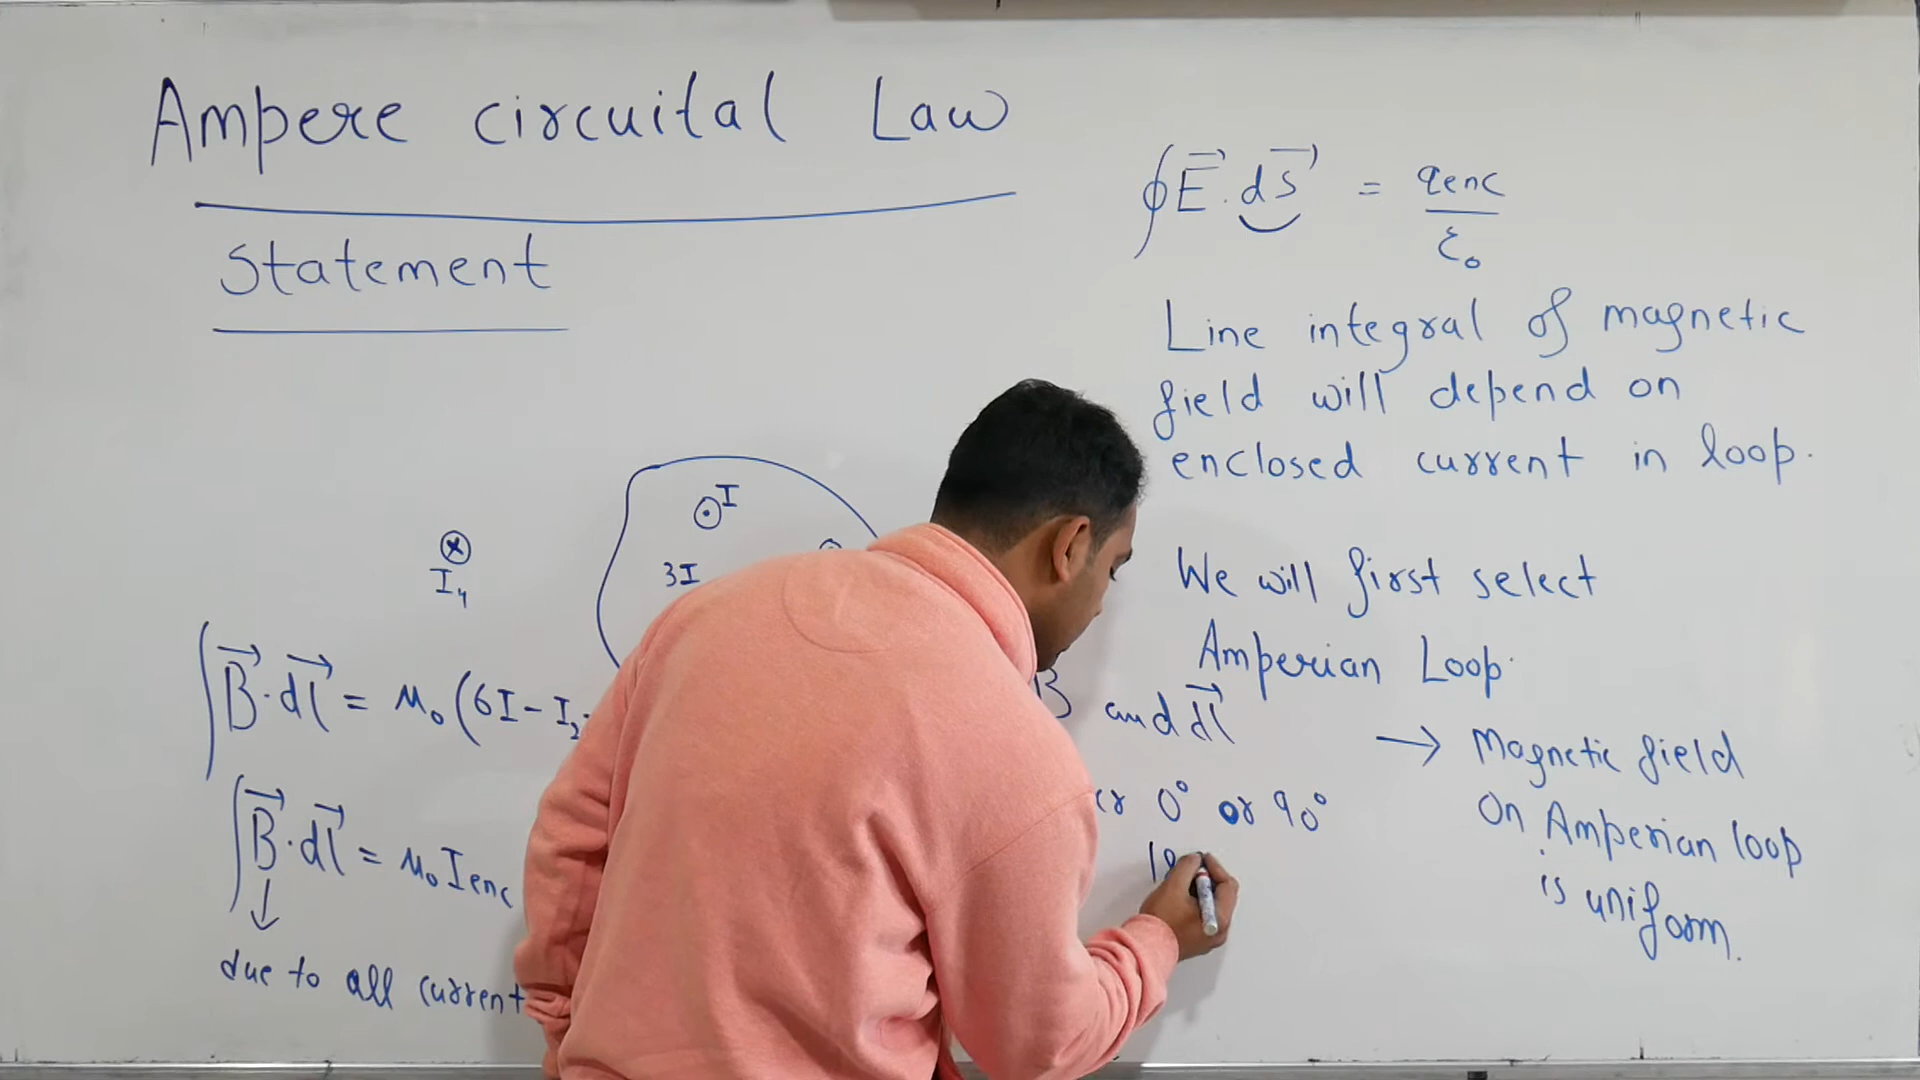 Ampere circuital Law
Statement
∮E⃗.dS⃗ = qenc/ε₀
Line integral of magnetic
field will depend on
enclosed current in loop.
I
3I
I₄
∫B⃗.dl⃗ = μ₀(6I-I₂
∫B⃗.dl⃗ = μ₀Ienc
due to all current
We will first select
Amperian Loop.
B and dl⃗
0° or 90°
→ Magnetic field
On Amperian loop
is uniform.